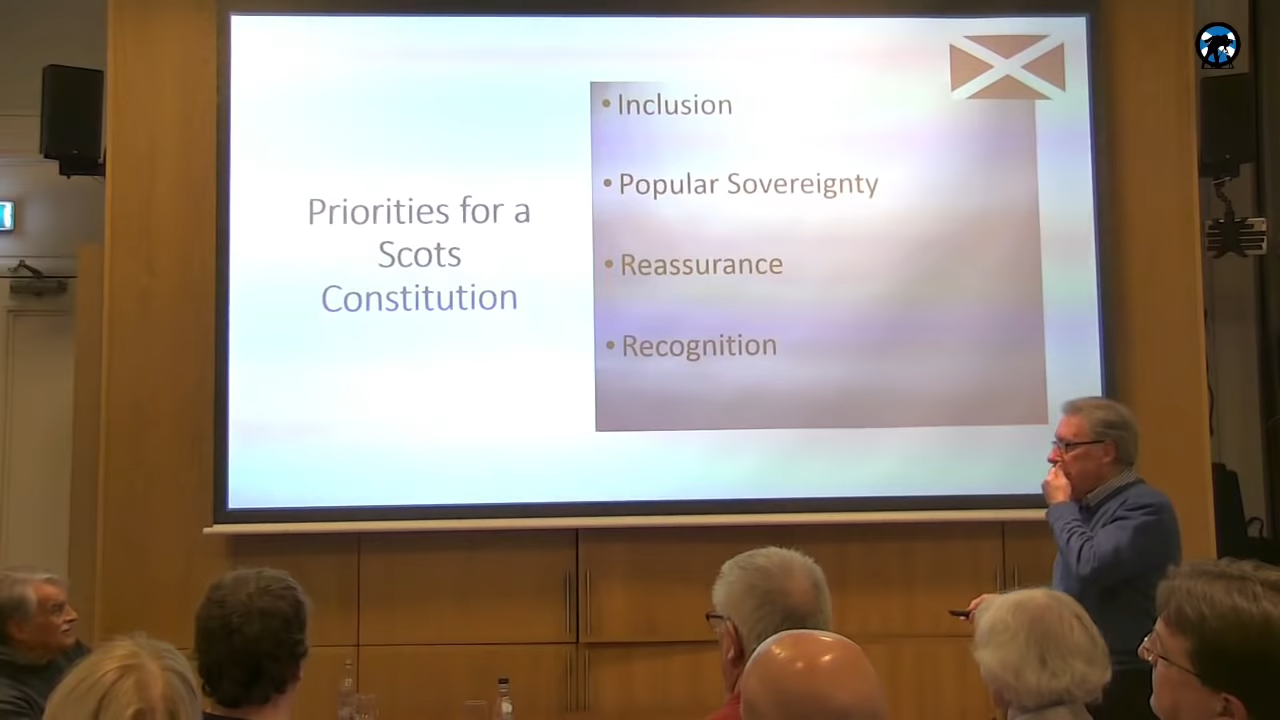 Priorities for a
Scots
Constitution
• Inclusion
• Popular Sovereignty
• Reassurance
• Recognition